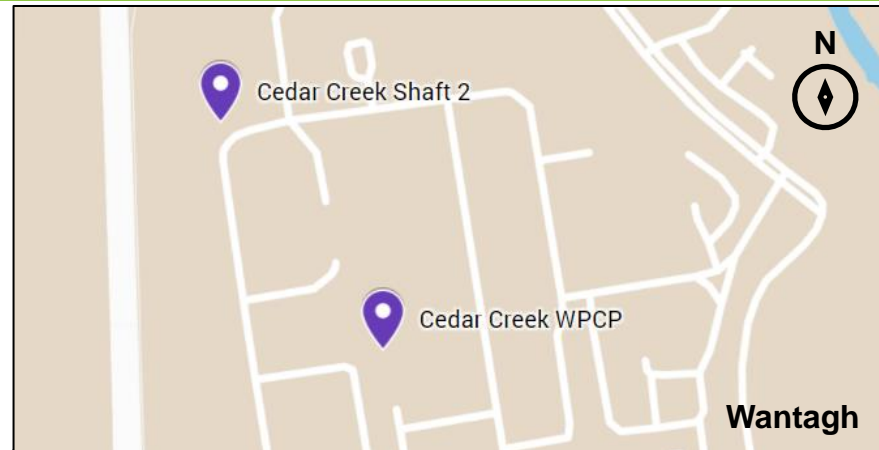 N
Cedar Creek Shaft 2
Cedar Creek WPCP
Wantagh